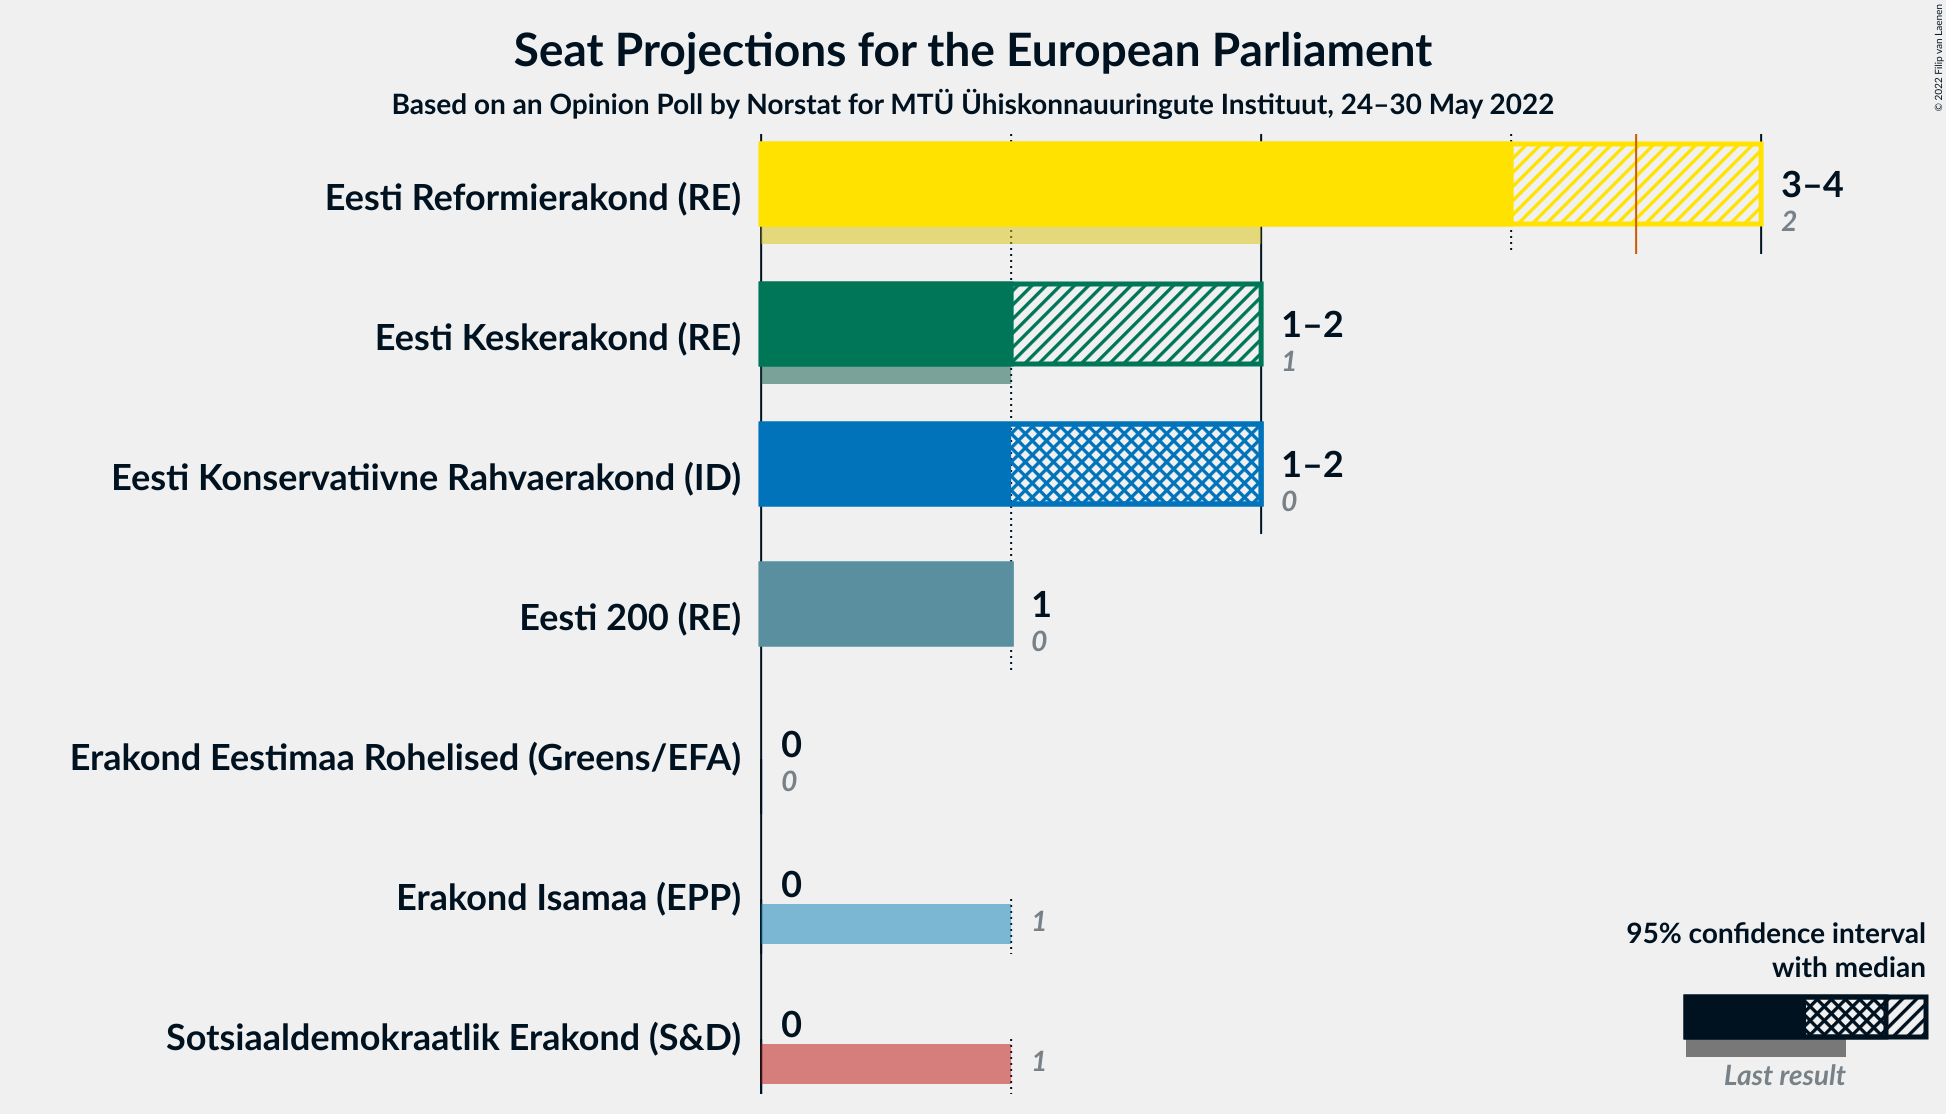 Seat Projections for the European Parliament
Based on an Opinion Poll by Norstat for MTÜ Ühiskonnauuringute Instituut, 24–30 May 2022
© 2022 Filip van Laenen
Eesti Reformierakond (RE)
3–4
2
Eesti Keskerakond (RE)
1–2
1
Eesti Konservatiivne Rahvaerakond (ID)
1–2
0
Eesti 200 (RE)
1
0
Erakond Eestimaa Rohelised (Greens/EFA)
0
0
Erakond Isamaa (EPP)
0
1
Sotsiaaldemokraatlik Erakond (S&D)
0
1
95% confidence interval
with median
Last result